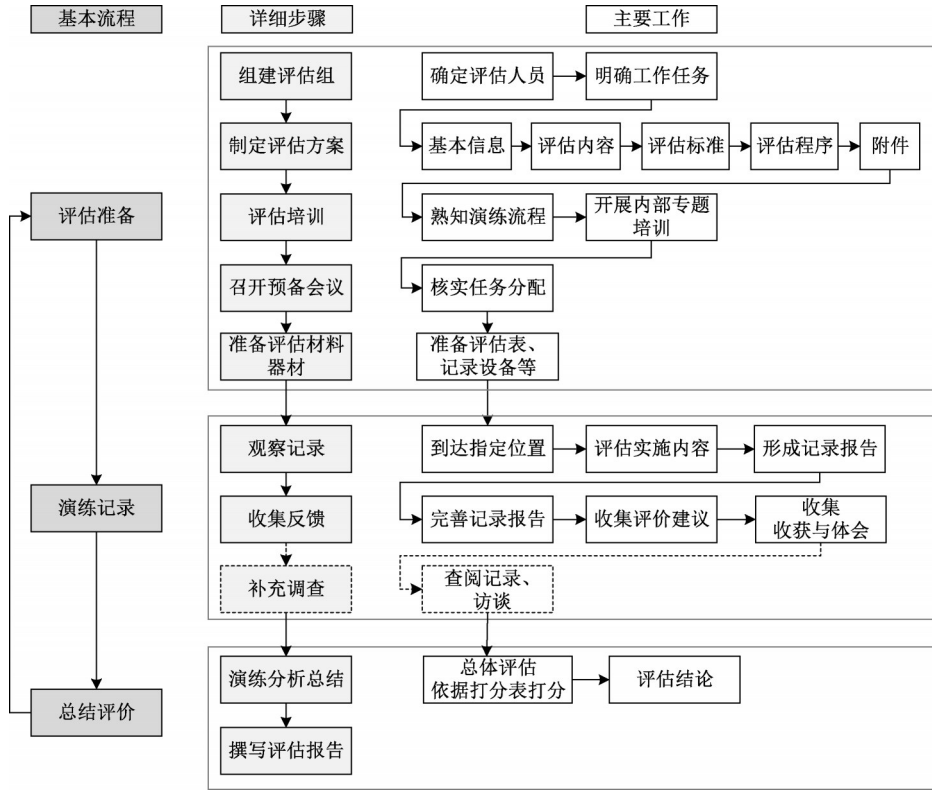 基本流程
详细步骤
主要工作
组建评估组
确定评估人员
明确工作任务
制定评估方案
基本信息
评估内容
评估标准
评估程序
附件
评估准备
评估培训
熟知演练流程
开展内部专题
培训
召开预备会议
核实任务分配
准备评估材料
器材
准备评估表、
记录设备等
观察记录
到达指定位置
评估实施内容
形成记录报告
演练记录
收集反馈
完善记录报告
收集评价建议
收集
收获与体会
补充调查
查阅记录、
访谈
演练分析总结
总体评估
依据打分表打分
评估结论
总结评价
撰写评估报告